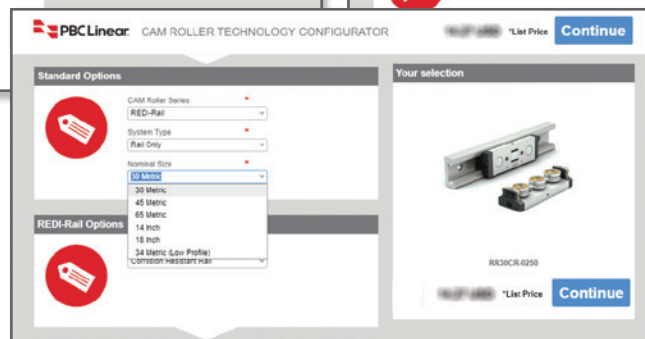 PBCLinear. CAM ROLLER TECHNOLOGY CONFIGURATOR
*List Price Continue
Standard Options
Your selection
CAM Roller Series *
REDI-Rail
System Type *
Rail Only
Nominal Size *
30 Metric
30 Metric
45 Metric
65 Metric
14 Inch
18 Inch
34 Metric (Low Profile)
REDI-Rail Options
Corrosion Resistant Rail
RR30CR-0250
*List Price Continue